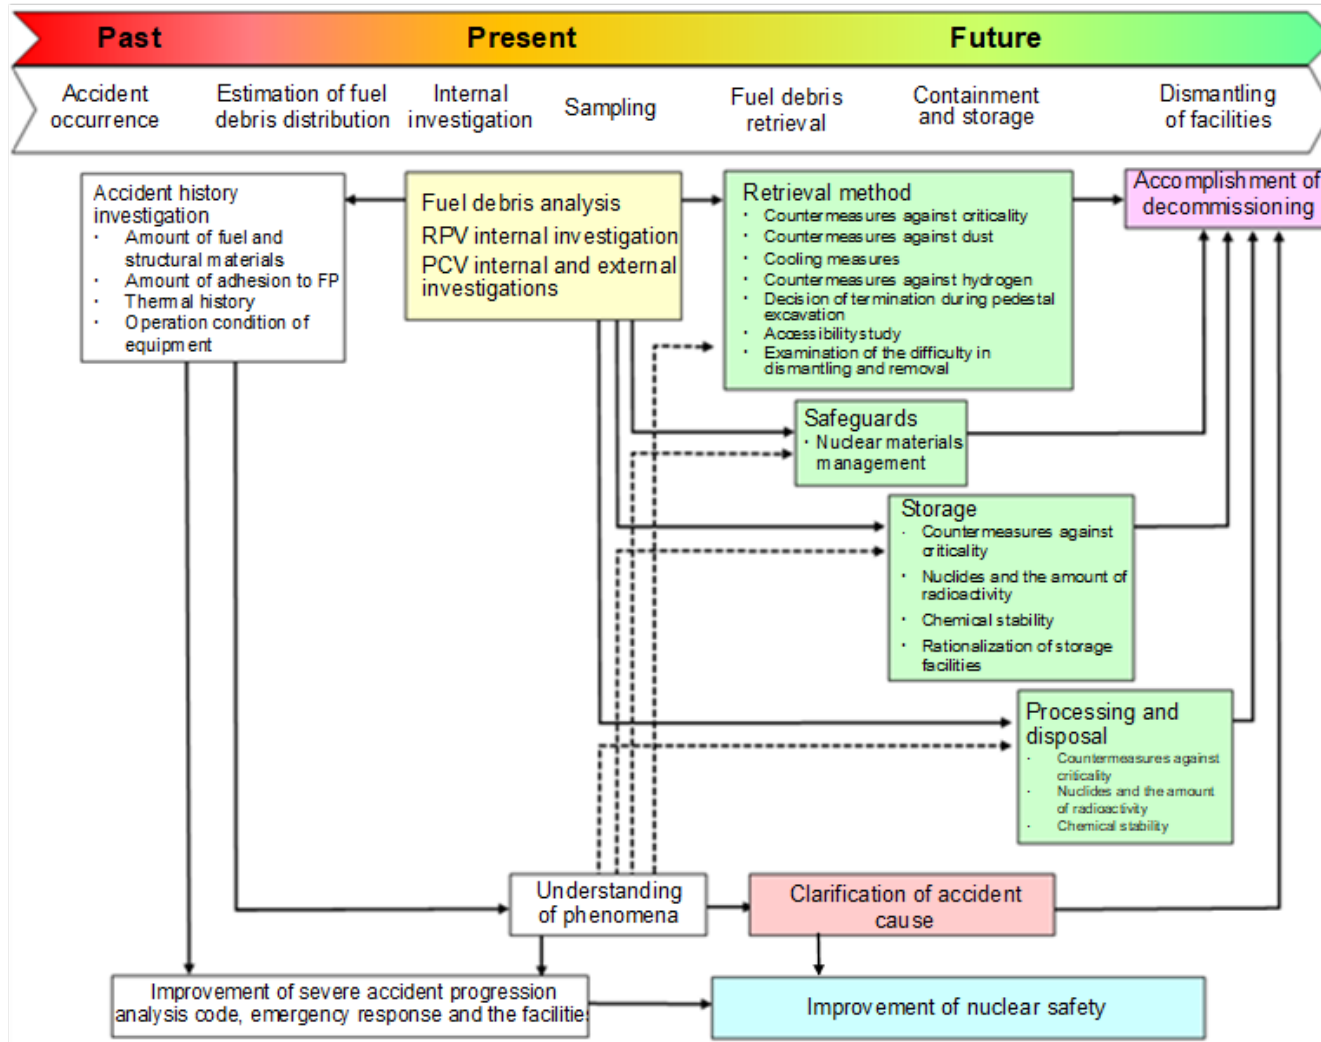 Past
Present
Future
Accident
occurrence
Estimation of fuel
debris distribution
Internal
investigation
Sampling
Fuel debris
retrieval
Containment
and storage
Dismantling
of facilities
Accident history
investigation
· Amount of fuel and
structural materials
· Amount of adhesion to FP
· Thermal history
· Operation condition of
equipment
Fuel debris analysis
RPV internal investigation
PCV internal and external
investigations
Retrieval method
· Countermeasures against criticality
· Countermeasures against dust
· Cooling measures
· Countermeasures against hydrogen
· Decision of termination during pedestal
excavation
· Accessibility study
· Examination of the difficulty in
dismantling and removal
Accomplishment of
decommissioning
Safeguards
· Nuclear materials
management
Storage
· Countermeasures against
criticality
· Nuclides and the amount of
radioactivity
· Chemical stability
· Rationalization of storage
facilities
Processing and
disposal
· Countermeasures against
criticality
· Nuclides and the amount
of radioactivity
· Chemical stability
Understanding
of phenomena
Clarification of accident
cause
Improvement of severe accident progression
analysis code, emergency response and the facilities
Improvement of nuclear safety